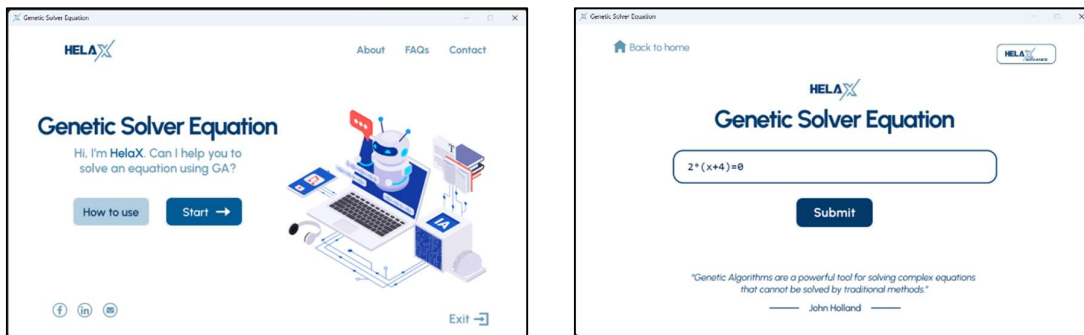 Genetic Solver Equation
HELAX
About FAQs Contact
Genetic Solver Equation
Hi, I'm HelaX. Can I help you to
solve an equation using GA?
How to use
Start →
T
IA
Exit
Genetic Solver Equation
Back to home
HELAX
ADVANCED
HELAX
Genetic Solver Equation
2*(x+4)=0
Submit
"Genetic Algorithms are a powerful tool for solving complex equations
that cannot be solved by traditional methods."
John Holland